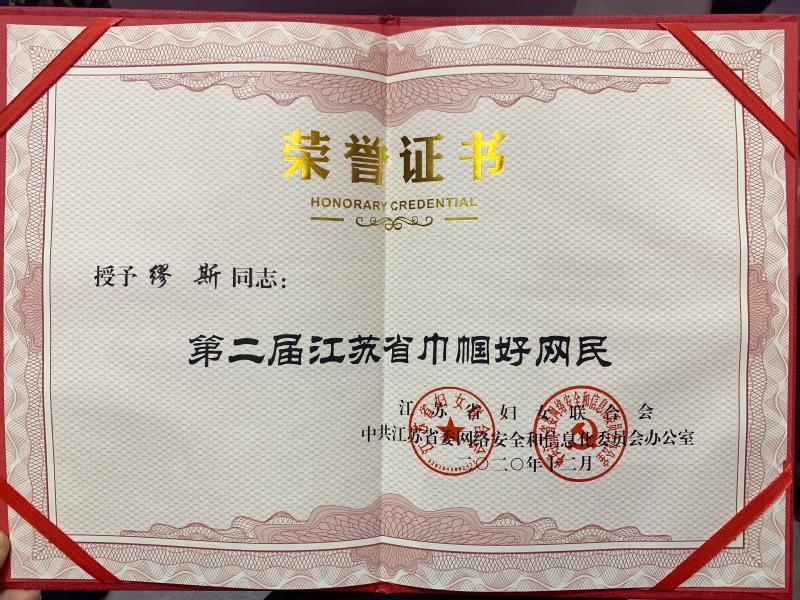 荣誉证书
HONORARY CREDENTIAL
授予 缪 斯 同志：
第二届江苏省巾帼好网民
江苏省妇女联合会
中共江苏省委网络安全和信息化委员会办公室
二〇二〇年十二月